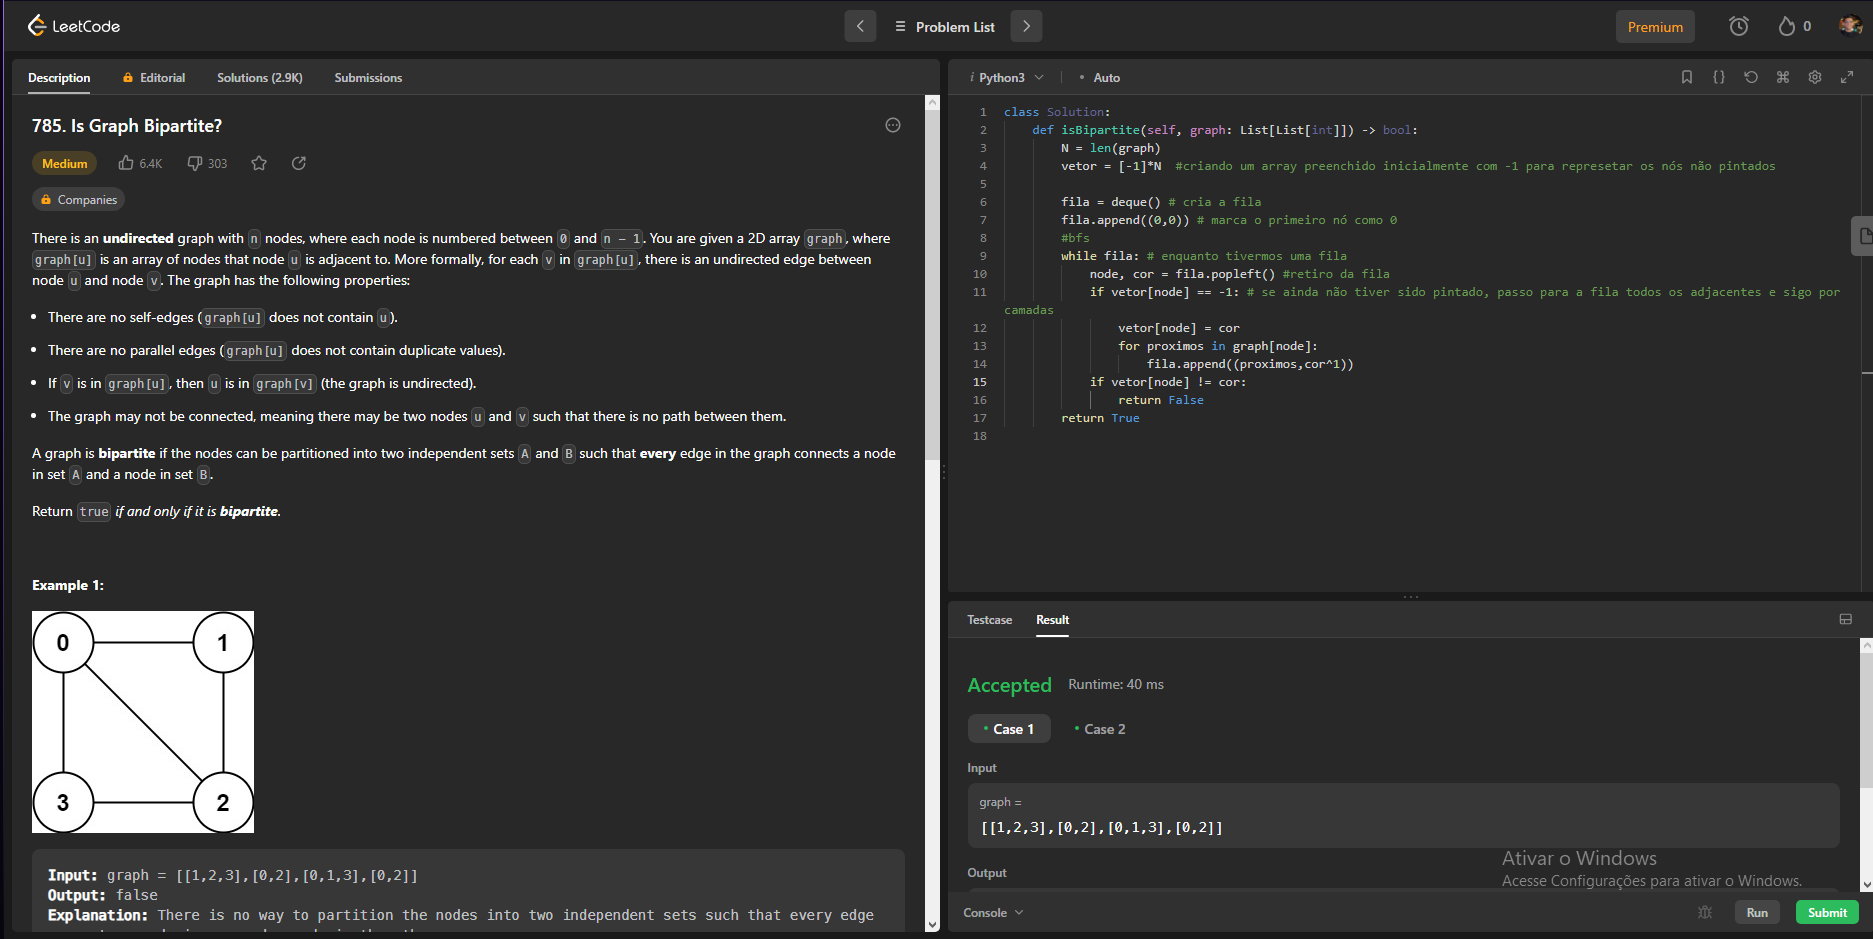 LeetCode
Problem List
Premium
0
Description
Editorial
Solutions (2.9K)
Submissions
785. Is Graph Bipartite?
Medium
6.4K
303
Companies
There is an undirected graph with n nodes, where each node is numbered between 0 and n - 1. You are given a 2D array graph, where
graph[u] is an array of nodes that node u is adjacent to. More formally, for each v in graph[u], there is an undirected edge between
node u and node v. The graph has the following properties:
• There are no self-edges (graph[u] does not contain u).
• There are no parallel edges (graph[u] does not contain duplicate values).
• If v is in graph[u], then u is in graph[v] (the graph is undirected).
• The graph may not be connected, meaning there may be two nodes u and v such that there is no path between them.
A graph is bipartite if the nodes can be partitioned into two independent sets A and B such that every edge in the graph connects a node
in set A and a node in set B.
Return true if and only if it is bipartite.
Example 1:
0
1
3
2
Input: graph = [[1,2,3],[0,2],[0,1,3],[0,2]]
Output: false
Explanation: There is no way to partition the nodes into two independent sets such that every edge
i Python3
• Auto
1 class Solution:
2 def isBipartite(self, graph: List[List[int]]) -> bool:
3 N = len(graph)
4 vetor = [-1]*N #criando um array preenchido inicialmente com -1 para represetar os nós não pintados
5
6 fila = deque() # cria a fila
7 fila.append((0,0)) # marca o primeiro nó como 0
8 #bfs
9 while fila: # enquanto tivermos uma fila
10 node, cor = fila.popleft() #retiro da fila
11 if vetor[node] == -1: # se ainda não tiver sido pintado, passo para a fila todos os adjacentes e sigo por
camadas
12 vetor[node] = cor
13 for proximos in graph[node]:
14 fila.append((proximos,cor^1))
15 if vetor[node] != cor:
16 return False
17 return True
18
Testcase
Result
Accepted
Runtime: 40 ms
• Case 1
• Case 2
Input
graph =
[[1,2,3],[0,2],[0,1,3],[0,2]]
Output
Ativar o Windows
Acesse Configurações para ativar o Windows.
Console
Run
Submit